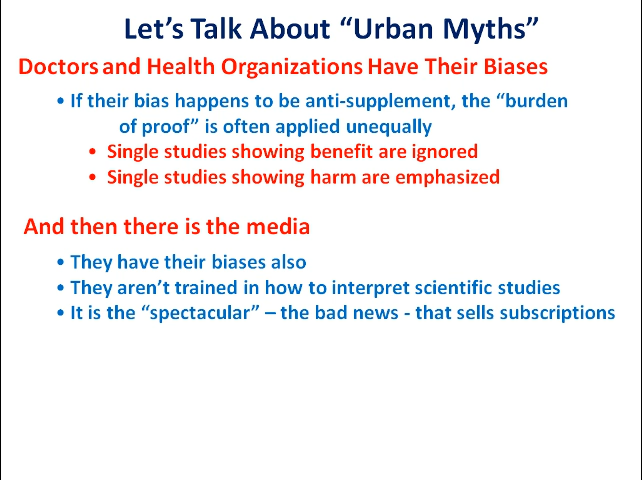 Let's Talk About “Urban Myths”
Doctors and Health Organizations Have Their Biases
• If their bias happens to be anti-supplement, the “burden
of proof” is often applied unequally
• Single studies showing benefit are ignored
• Single studies showing harm are emphasized
And then there is the media
• They have their biases also
• They aren't trained in how to interpret scientific studies
• It is the “spectacular” – the bad news - that sells subscriptions